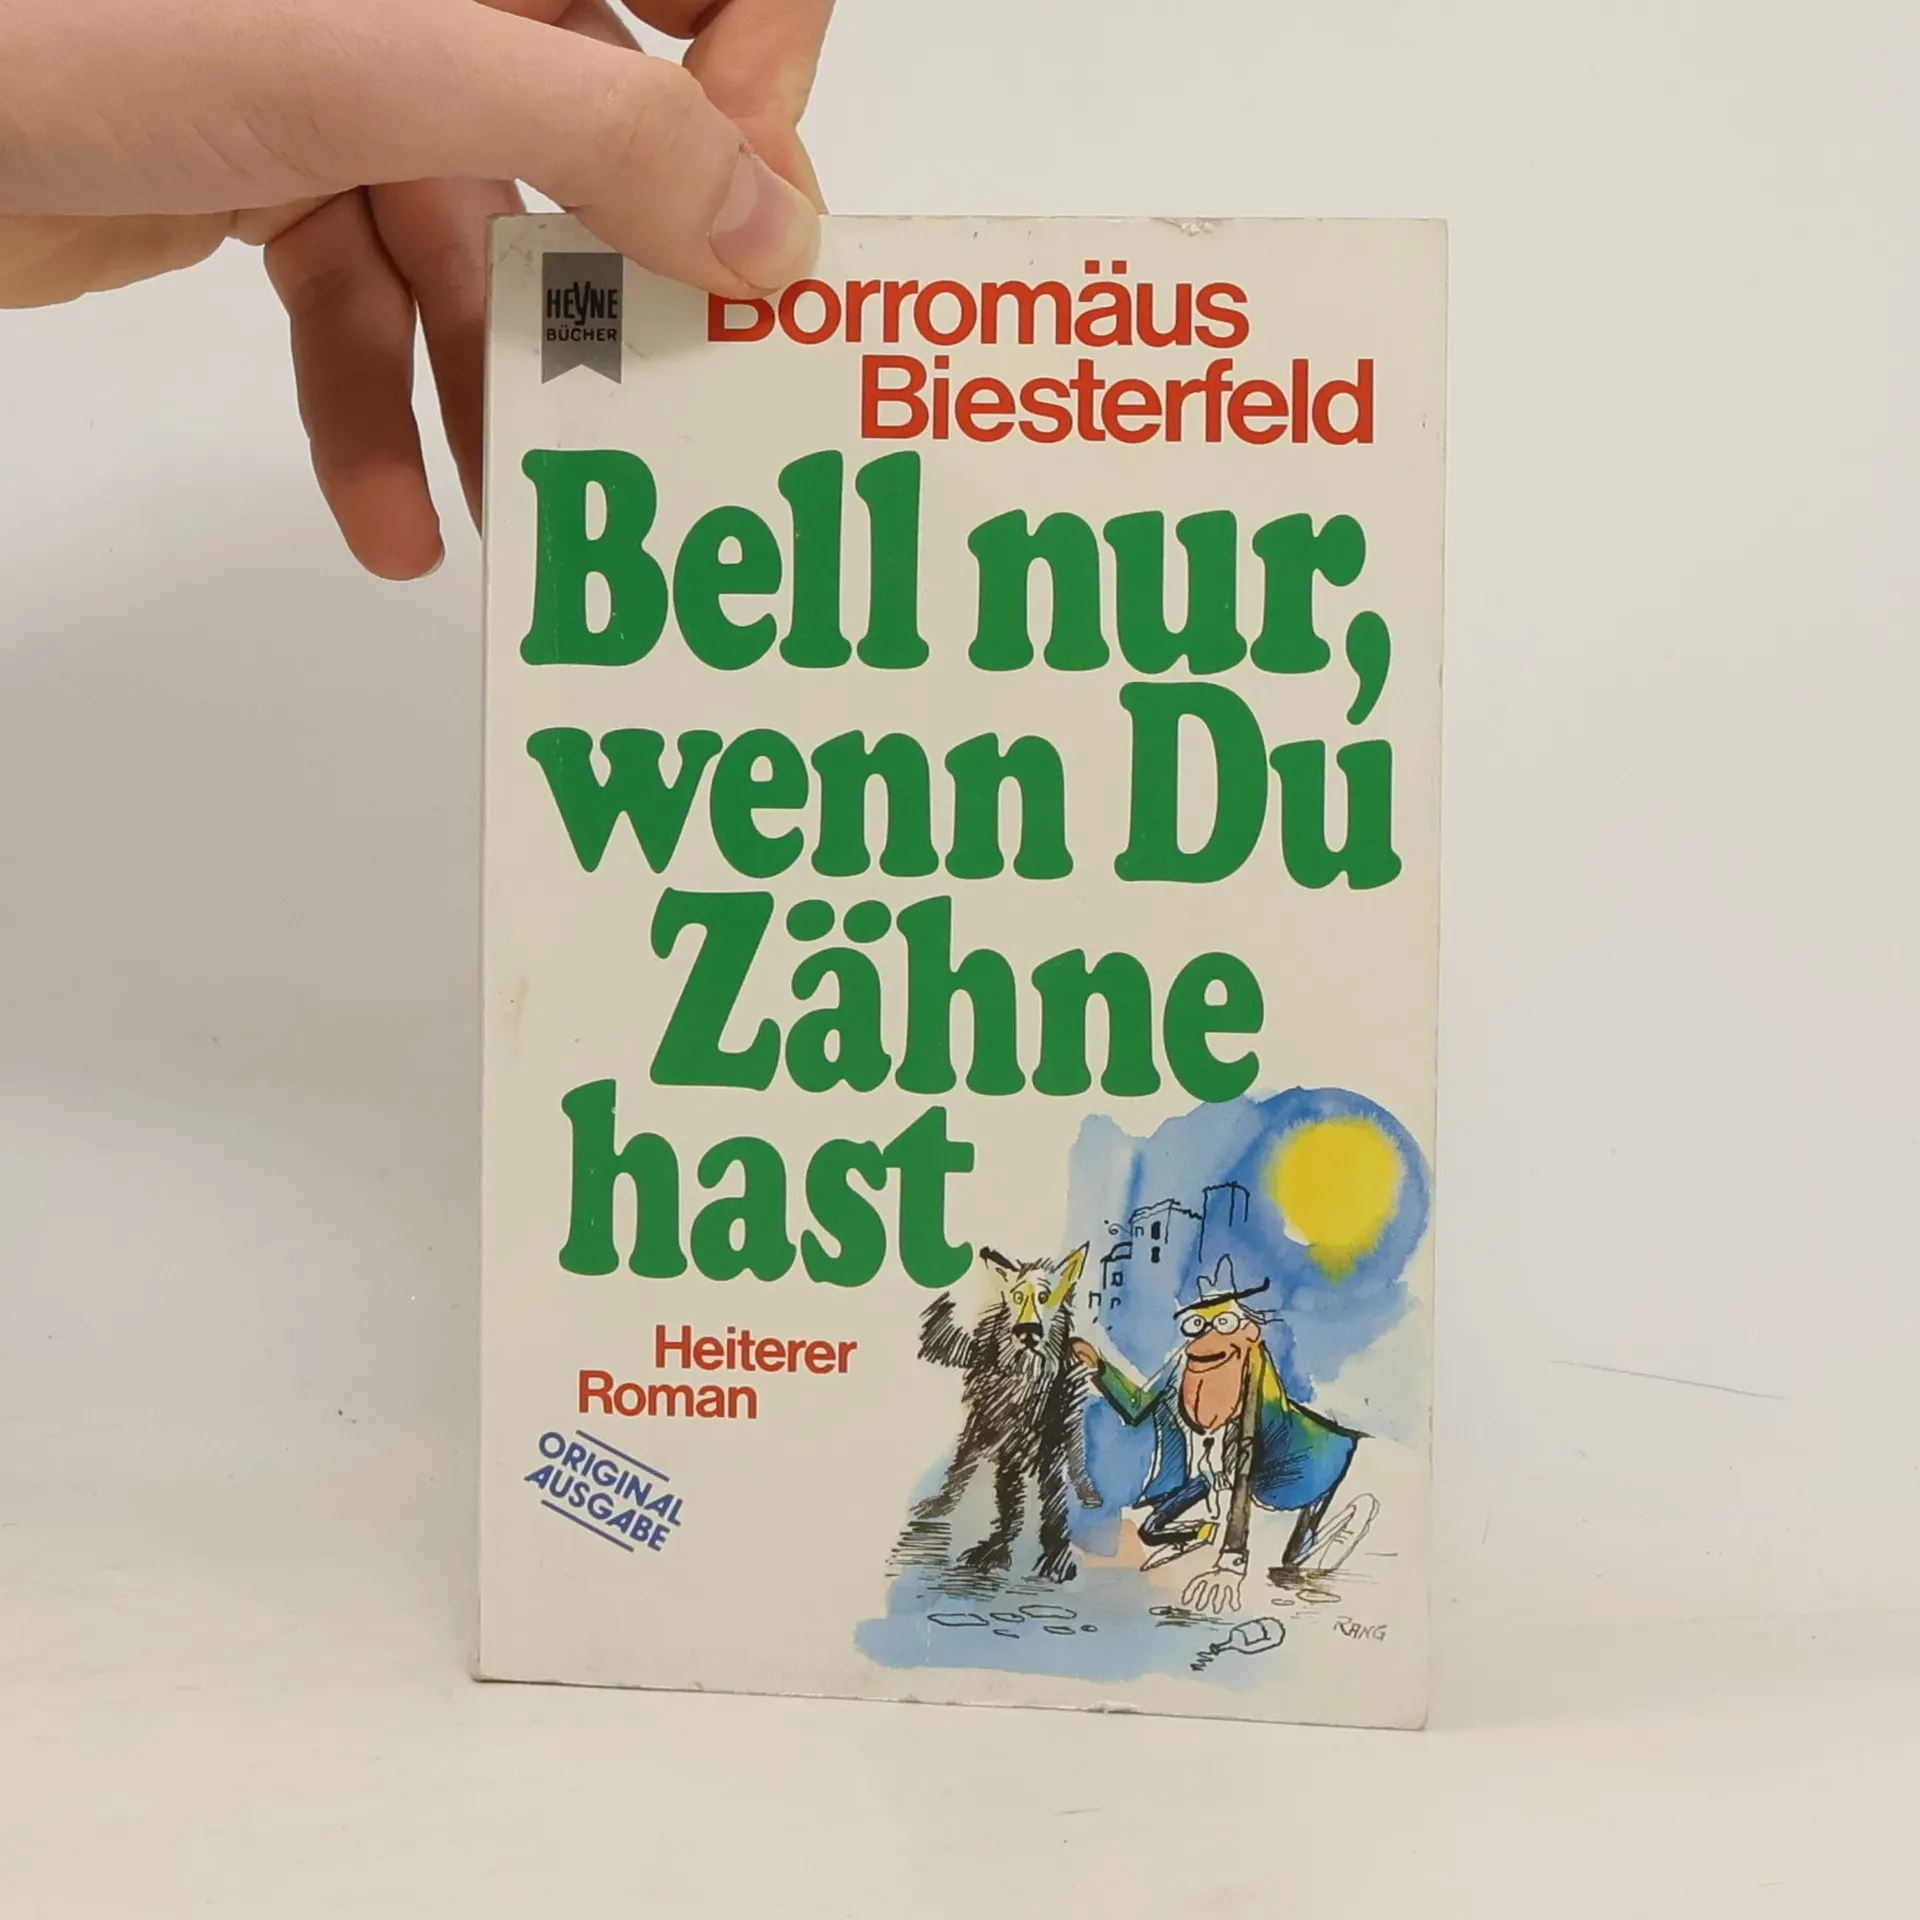 HEYNE
BÜCHER
Borromäus
Biesterfeld
Bell nur,
wenn Du
Zähne
hast
Heiterer
Roman
ORIGINAL
AUSGABE
RANG